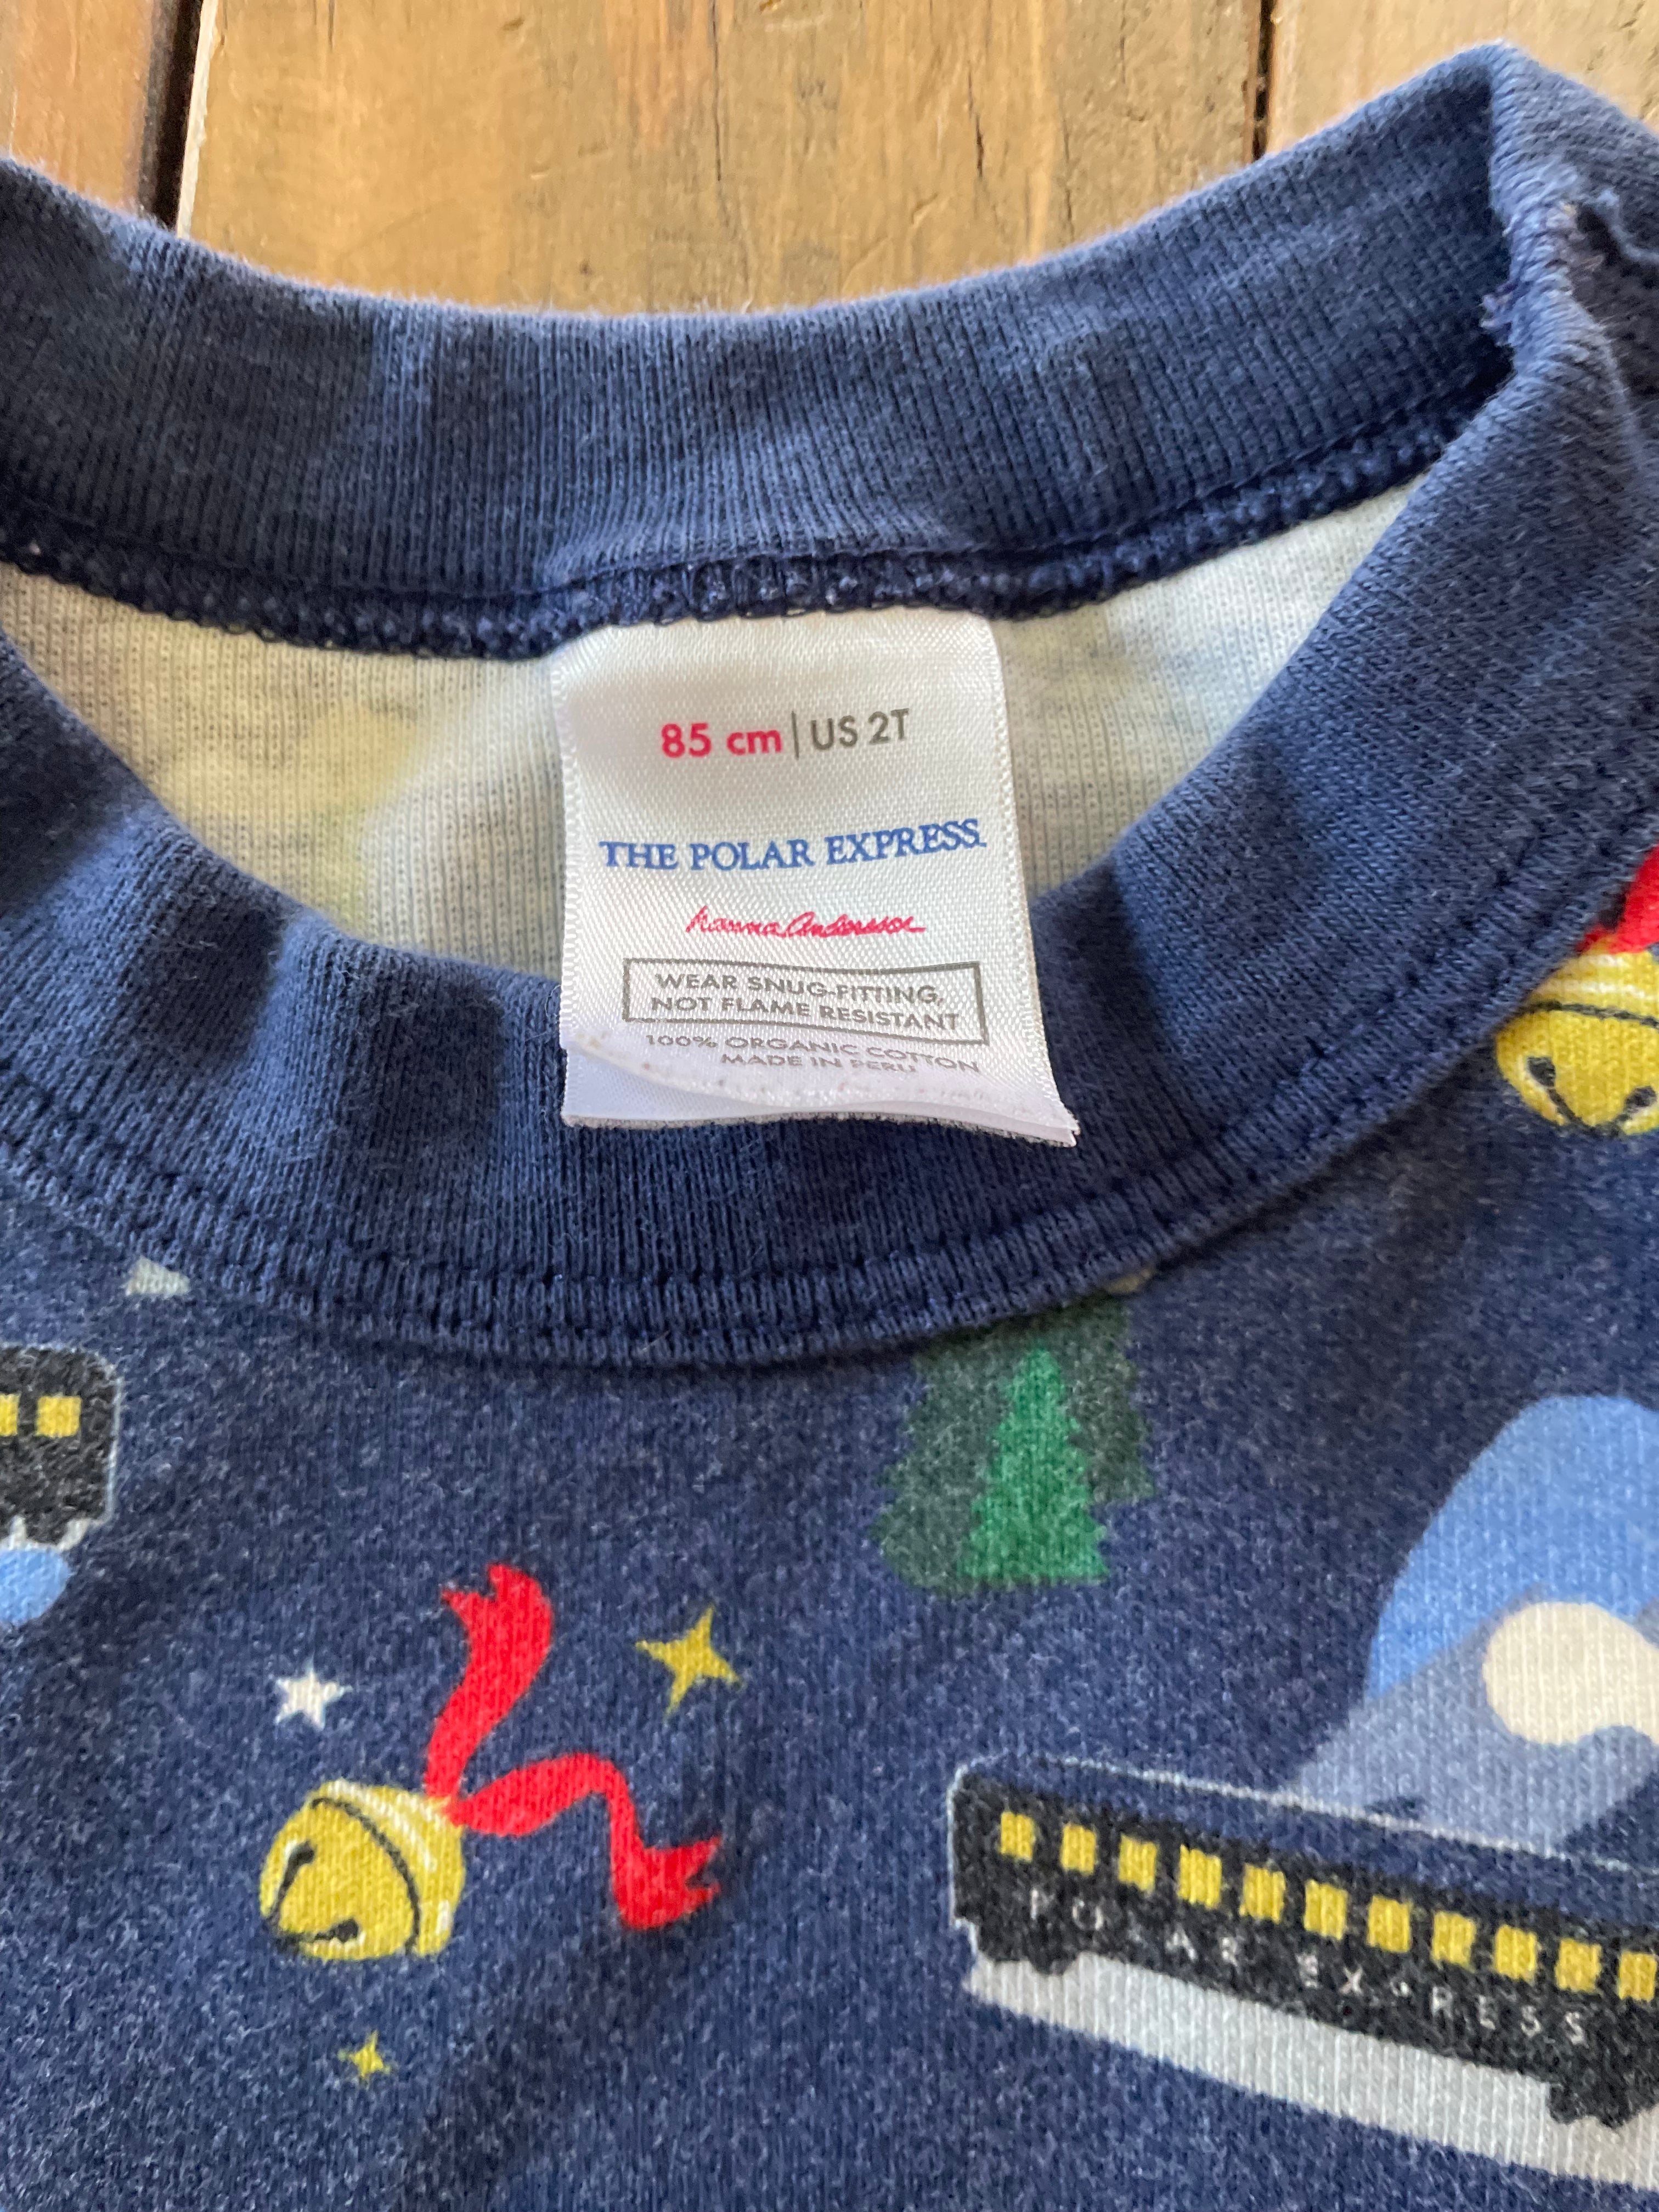 85 cm | US 2T
THE POLAR EXPRESS
hanna andersson
WEAR SNUG-FITTING,
NOT FLAME RESISTANT
100% ORGANIC COTTON
MADE IN PERU
POLAR EXPRESS